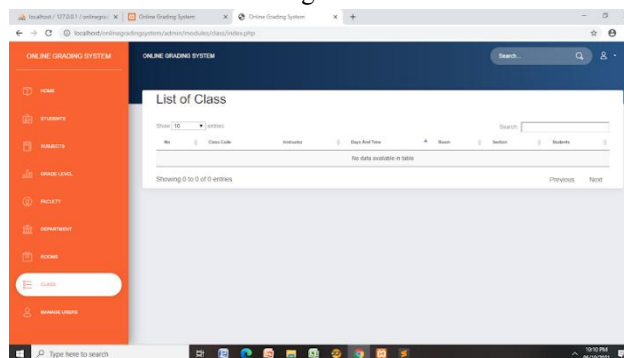 localhost / 127.0.0.1 / onlinegra
Online Grading System
Online Grading System
localhost/onlinegradingsystem/admin/modules/class/index.php
ONLINE GRADING SYSTEM
ONLINE GRADING SYSTEM
Search...
HOME
STUDENTS
SUBJECTS
GRADE LEVEL
FACULTY
DEPARTMENT
ROOMS
CLASS
MANAGE USERS
List of Class
Show 10 entries
Search:
No Class Code Instructor Days And Time Room Section Students
No data available in table
Showing 0 to 0 of 0 entries
Previous Next
Type here to search